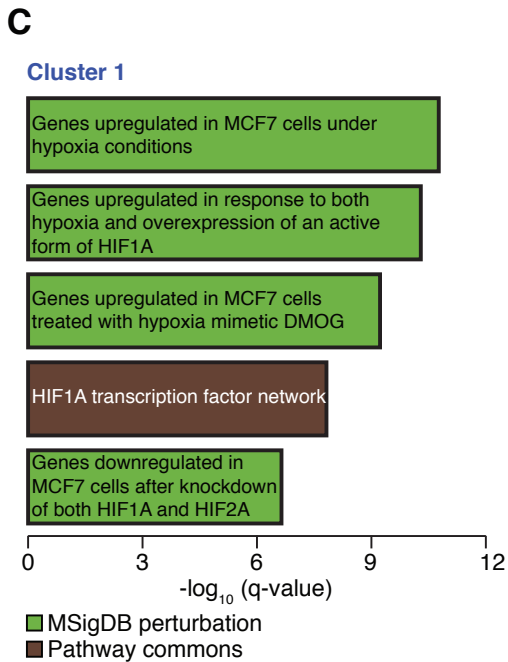 C
Cluster 1
Genes upregulated in MCF7 cells under
hypoxia conditions
Genes upregulated in response to both
hypoxia and overexpression of an active
form of HIF1A
Genes upregulated in MCF7 cells
treated with hypoxia mimetic DMOG
HIF1A transcription factor network
Genes downregulated in
MCF7 cells after knockdown
of both HIF1A and HIF2A
0 3 6 9 12
-log10 (q-value)
MSigDB perturbation
Pathway commons